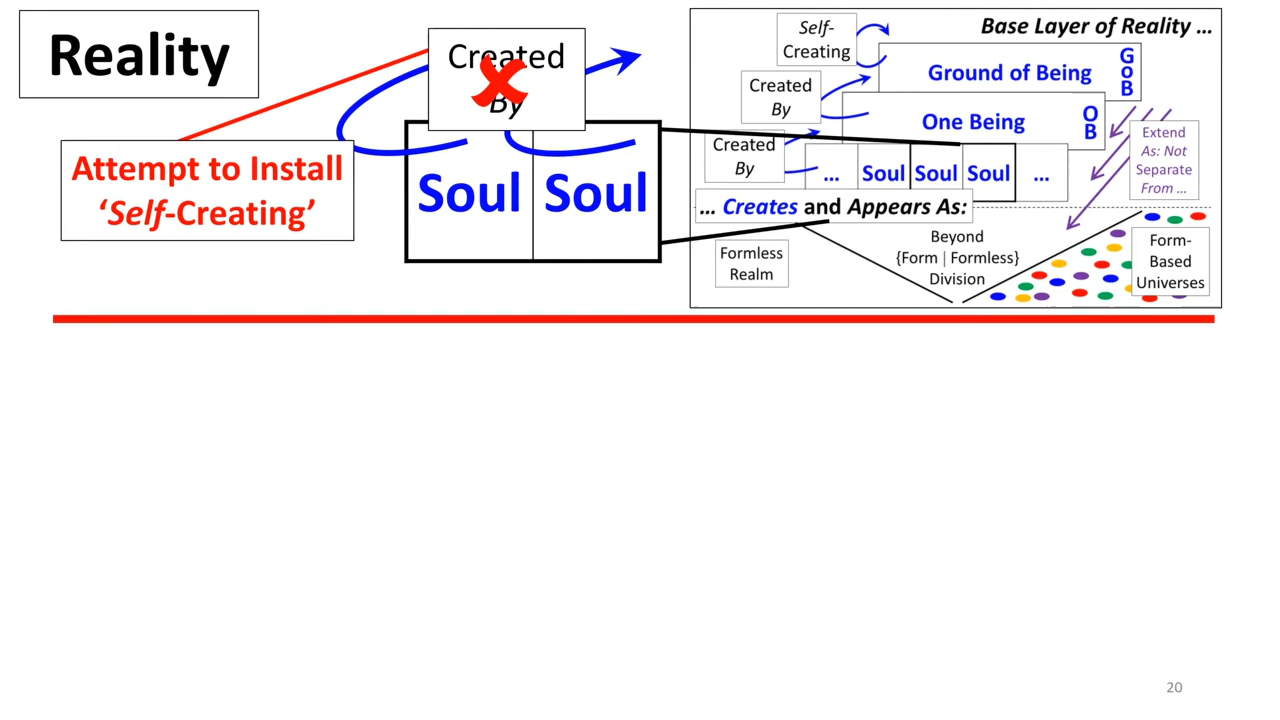 Reality
Created
By
Attempt to Install
‘Self-Creating’
Soul
Soul
Base Layer of Reality …
Self-
Creating
Ground of Being
G
o
B
Created
By
One Being
O
B
Created
By
…
Soul
Soul
Soul
…
Extend
As: Not
Separate
From …
… Creates and Appears As:
Formless
Realm
Beyond
{Form | Formless}
Division
Form-
Based
Universes
20